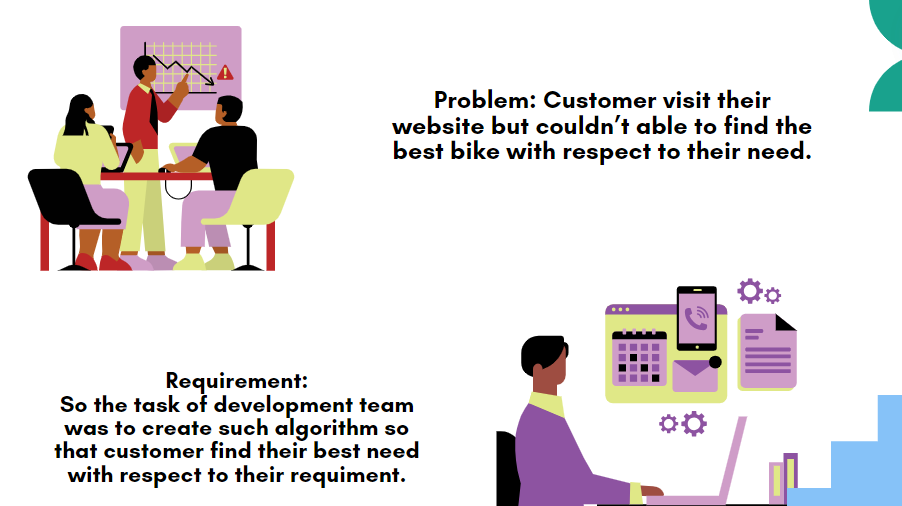 Problem: Customer visit their
website but couldn’t able to find the
best bike with respect to their need.
Requirement:
So the task of development team
was to create such algorithm so
that customer find their best need
with respect to their requiment.